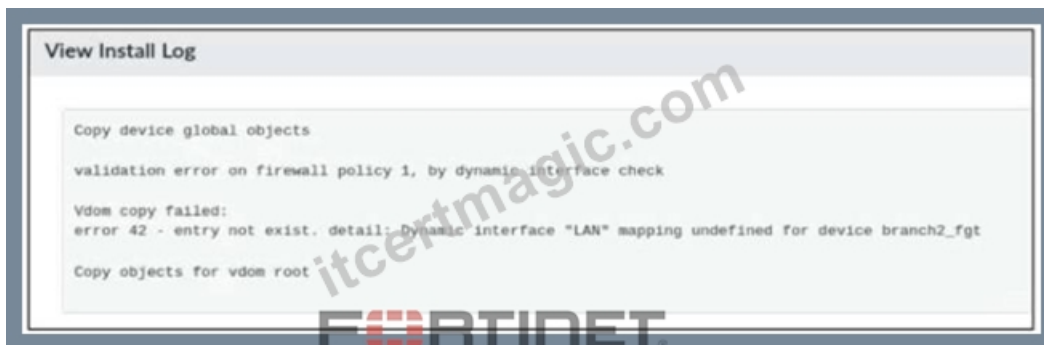 View Install Log
Copy device global objects
validation error on firewall policy 1, by dynamic interface check
Vdom copy failed:
error 42 - entry not exist. detail: Dynamic interface "LAN" mapping undefined for device branch2_fgt
Copy objects for vdom root
itcertmagic.com
FORTINET